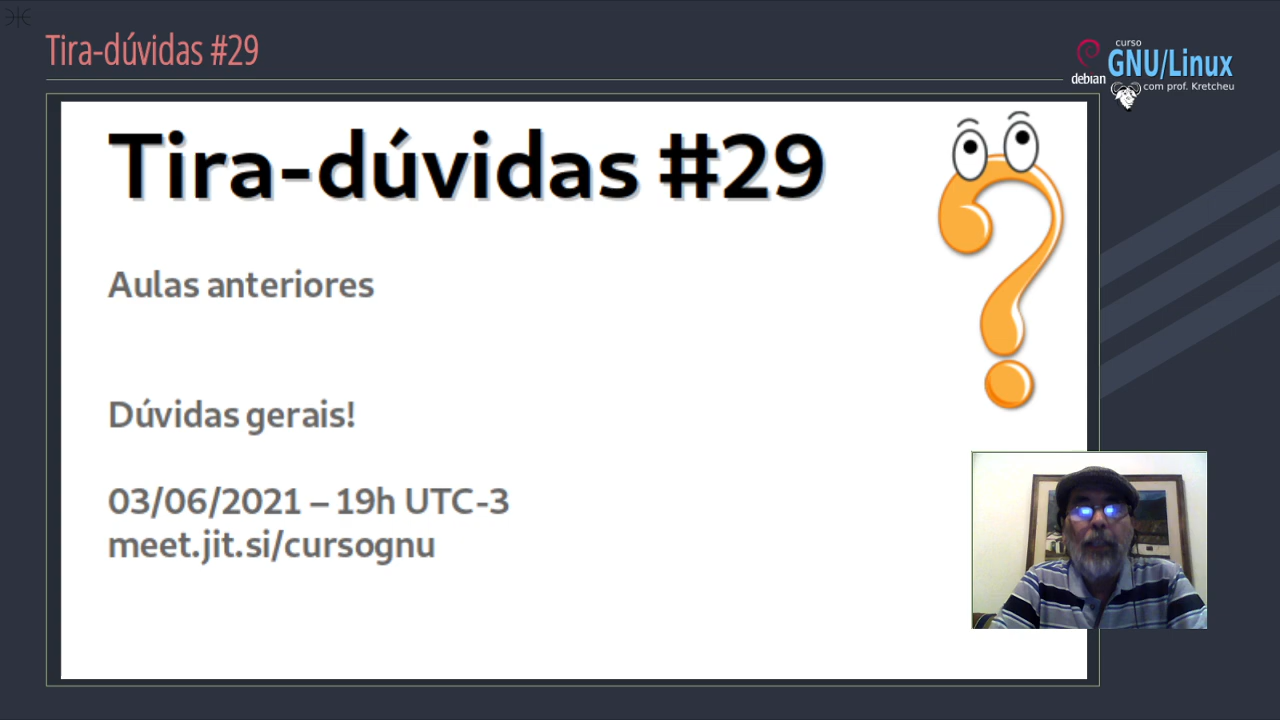 Tira-dúvidas #29
curso
GNU/Linux
debian
com prof. Kretcheu
Tira-dúvidas #29
Aulas anteriores
Dúvidas gerais!
03/06/2021 – 19h UTC-3
meet.jit.si/cursognu